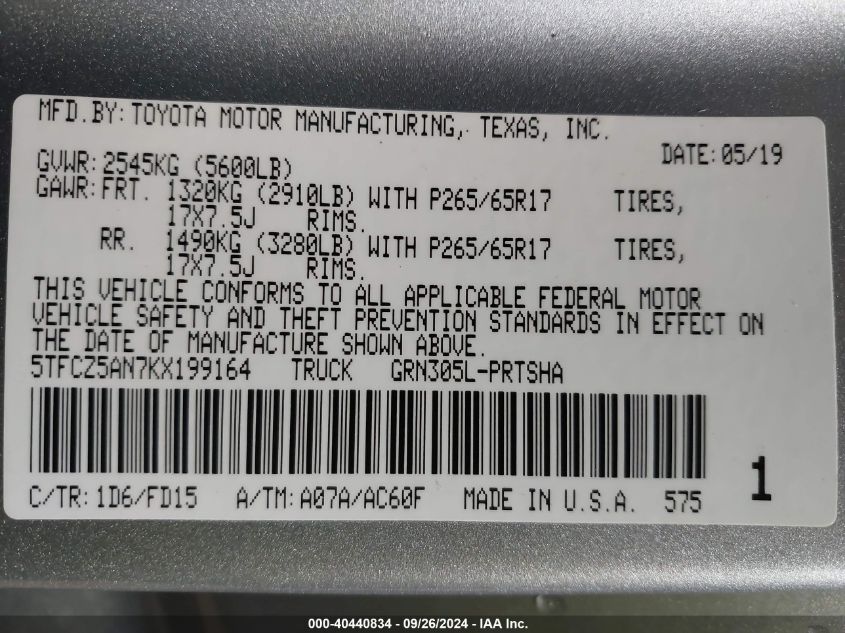 MFD.BY:TOYOTA MOTOR MANUFACTURING, TEXAS, INC.
DATE:05/19
GVWR:2545KG (5600LB)
GAWR:FRT. 1320KG (2910LB) WITH P265/65R17 TIRES,
17X7.5J RIMS.
RR. 1490KG (3280LB) WITH P265/65R17 TIRES,
17X7.5J RIMS.
THIS VEHICLE CONFORMS TO ALL APPLICABLE FEDERAL MOTOR
VEHICLE SAFETY AND THEFT PREVENTION STANDARDS IN EFFECT ON
THE DATE OF MANUFACTURE SHOWN ABOVE.
5TFCZ5AN7KX199164 TRUCK GRN305L-PRTSHA
1
C/TR:1D6/FD15 A/TM:A07A/AC60F MADE IN U.S.A. 575
000-40440834 - 09/26/2024 - IAA Inc.